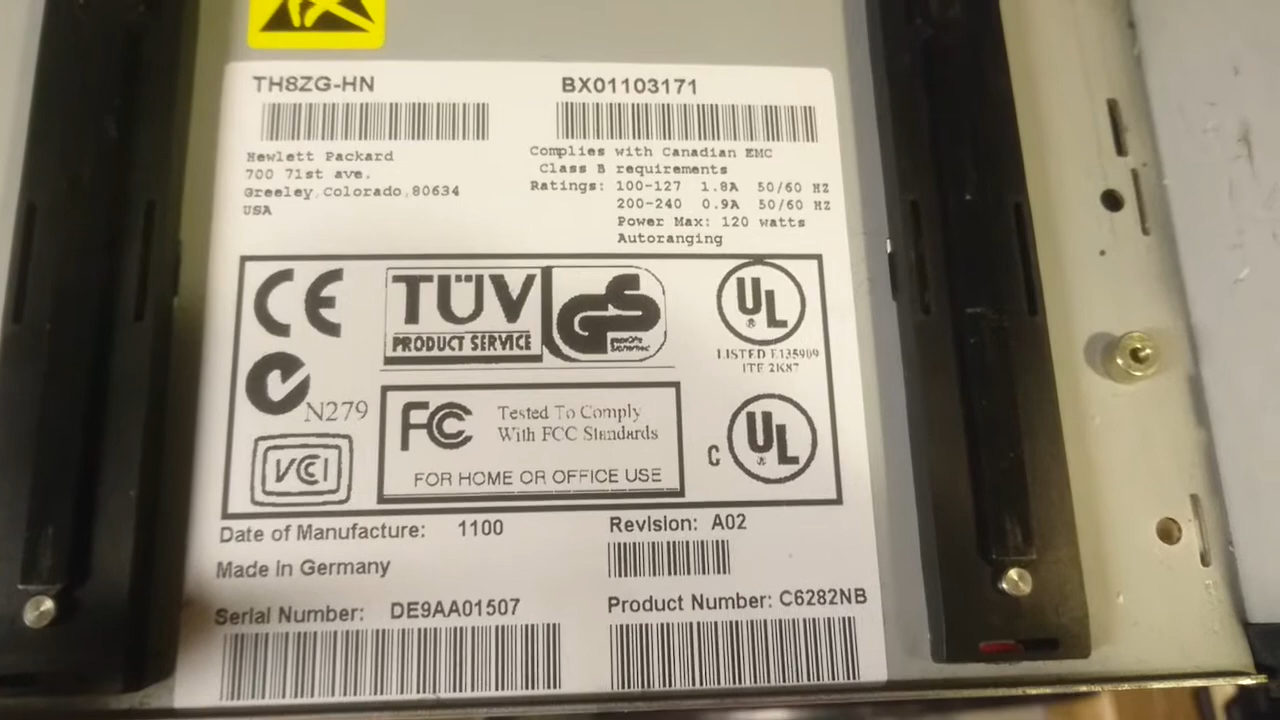 TH8ZG-HN
BX01103171
Hewlett Packard
700 71st ave.
Greeley,Colorado,80634
USA
Complies with Canadian EMC
Class B requirements
Ratings: 100-127 1.8A 50/60 HZ
200-240 0.9A 50/60 HZ
Power Max: 120 watts
Autoranging
CE
TÜV
PRODUCT SERVICE
GS
UL
LISTED E135909
ITE 2K87
N279
VCI
FC
Tested To Comply
With FCC Standards
FOR HOME OR OFFICE USE
C UL
Date of Manufacture: 1100
Revision: A02
Made in Germany
Serial Number: DE9AA01507
Product Number: C6282NB